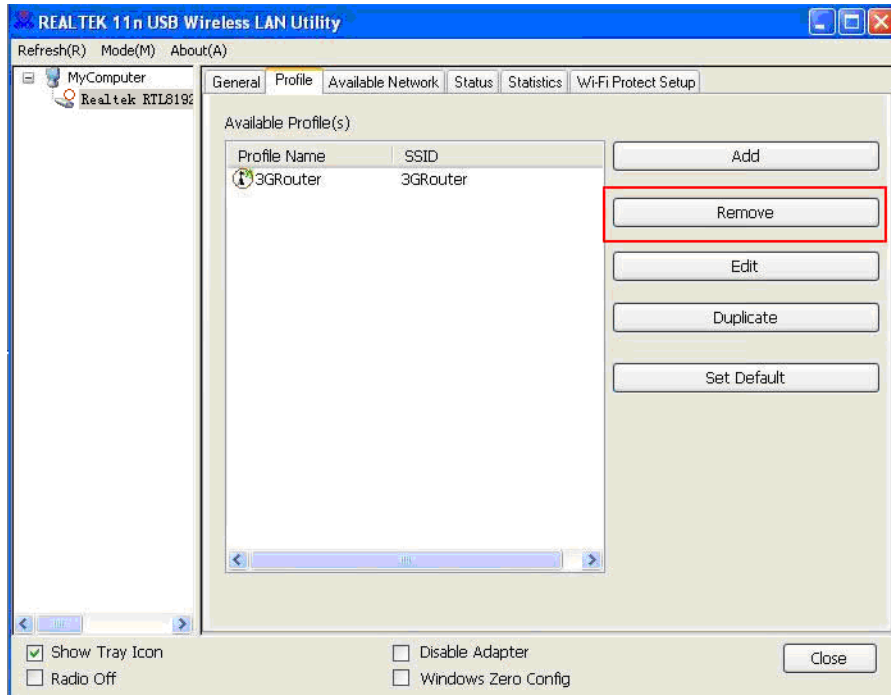 REALTEK 11n USB Wireless LAN Utility
Refresh(R) Mode(M) About(A)
MyComputer
Realtek RTL8192
General Profile Available Network Status Statistics Wi-Fi Protect Setup
Available Profile(s)
Profile Name SSID
3GRouter 3GRouter
Add
Remove
Edit
Duplicate
Set Default
Show Tray Icon
Radio Off
Disable Adapter
Windows Zero Config
Close